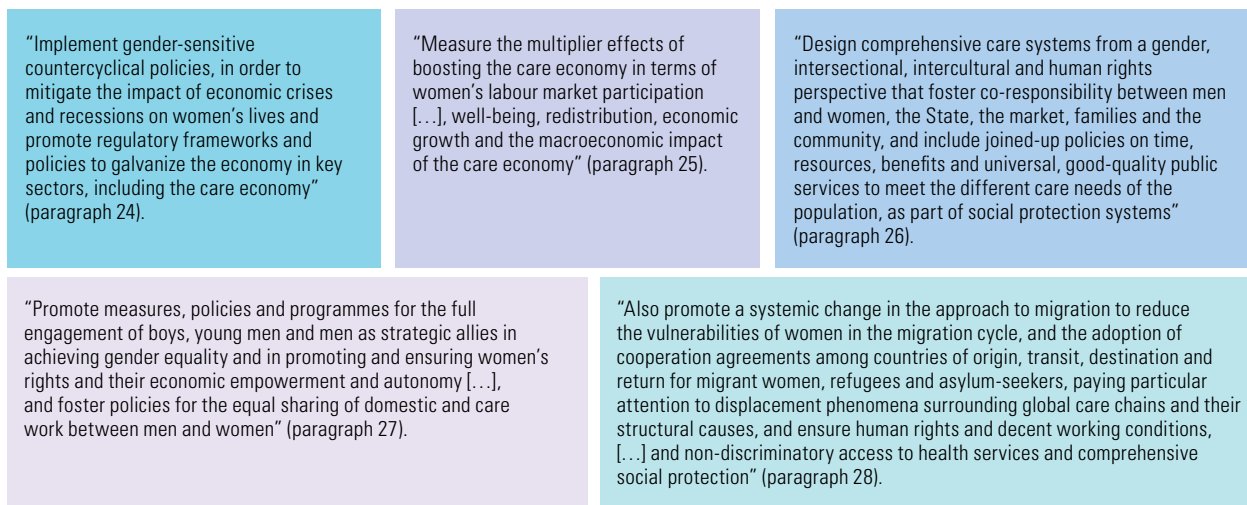 “Implement gender-sensitive
countercyclical policies, in order to
mitigate the impact of economic crises
and recessions on women’s lives and
promote regulatory frameworks and
policies to galvanize the economy in key
sectors, including the care economy”
(paragraph 24).
“Measure the multiplier effects of
boosting the care economy in terms of
women’s labour market participation
[…], well-being, redistribution, economic
growth and the macroeconomic impact
of the care economy” (paragraph 25).
“Design comprehensive care systems from a gender,
intersectional, intercultural and human rights
perspective that foster co-responsibility between men
and women, the State, the market, families and the
community, and include joined-up policies on time,
resources, benefits and universal, good-quality public
services to meet the different care needs of the
population, as part of social protection systems”
(paragraph 26).
“Promote measures, policies and programmes for the full
engagement of boys, young men and men as strategic allies in
achieving gender equality and in promoting and ensuring women’s
rights and their economic empowerment and autonomy […],
and foster policies for the equal sharing of domestic and care
work between men and women” (paragraph 27).
“Also promote a systemic change in the approach to migration to reduce
the vulnerabilities of women in the migration cycle, and the adoption of
cooperation agreements among countries of origin, transit, destination and
return for migrant women, refugees and asylum-seekers, paying particular
attention to displacement phenomena surrounding global care chains and their
structural causes, and ensure human rights and decent working conditions,
[…] and non-discriminatory access to health services and comprehensive
social protection” (paragraph 28).